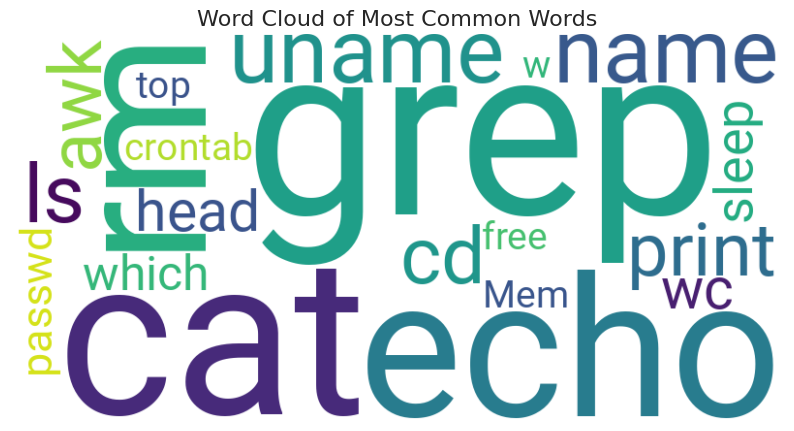 Word Cloud of Most Common Words
uname
name
awk
rm
top
grep
w
crontab
sleep
ls
head
cd
free
print
which
passwd
Mem
wc
cat
echo